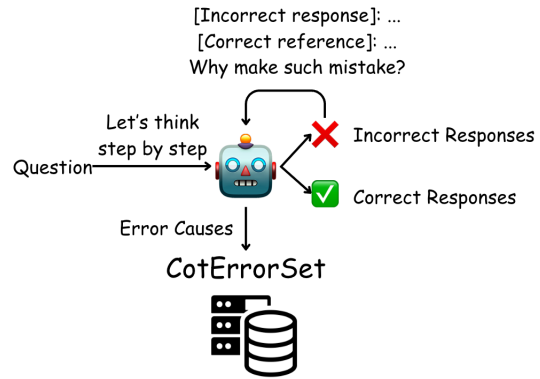 [Incorrect response]: ...
[Correct reference]: ...
Why make such mistake?
Let's think
step by step
Question
Incorrect Responses
Correct Responses
Error Causes
CotErrorSet